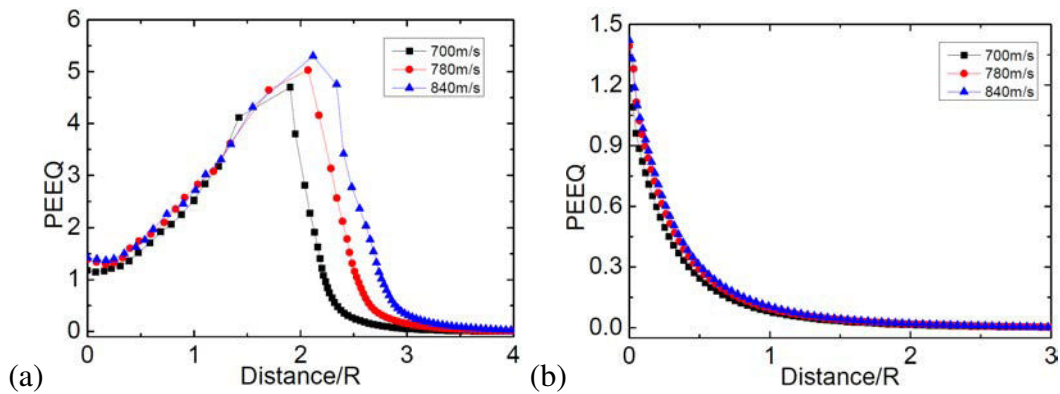 6
5
4
3
2
1
0
PEEQ
700m/s
780m/s
840m/s
0 1 2 3 4
Distance/R
(a)
1.5
1.2
0.9
0.6
0.3
0.0
PEEQ
700m/s
780m/s
840m/s
0 1 2 3
Distance/R
(b)